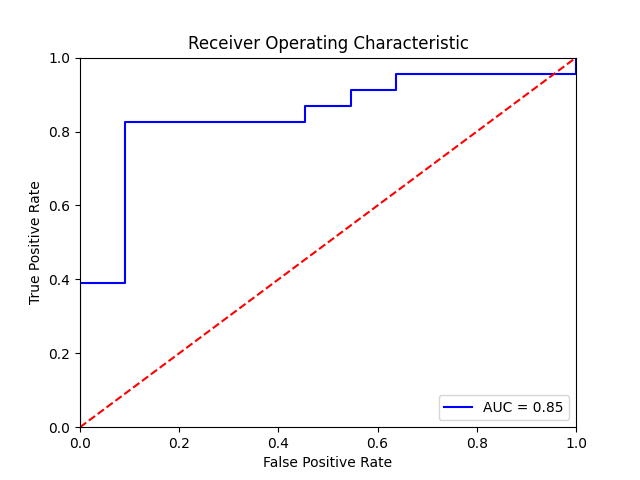 Receiver Operating Characteristic
1.0
0.8
0.6
0.4
0.2
0.0
True Positive Rate
AUC = 0.85
0.0 0.2 0.4 0.6 0.8 1.0
False Positive Rate